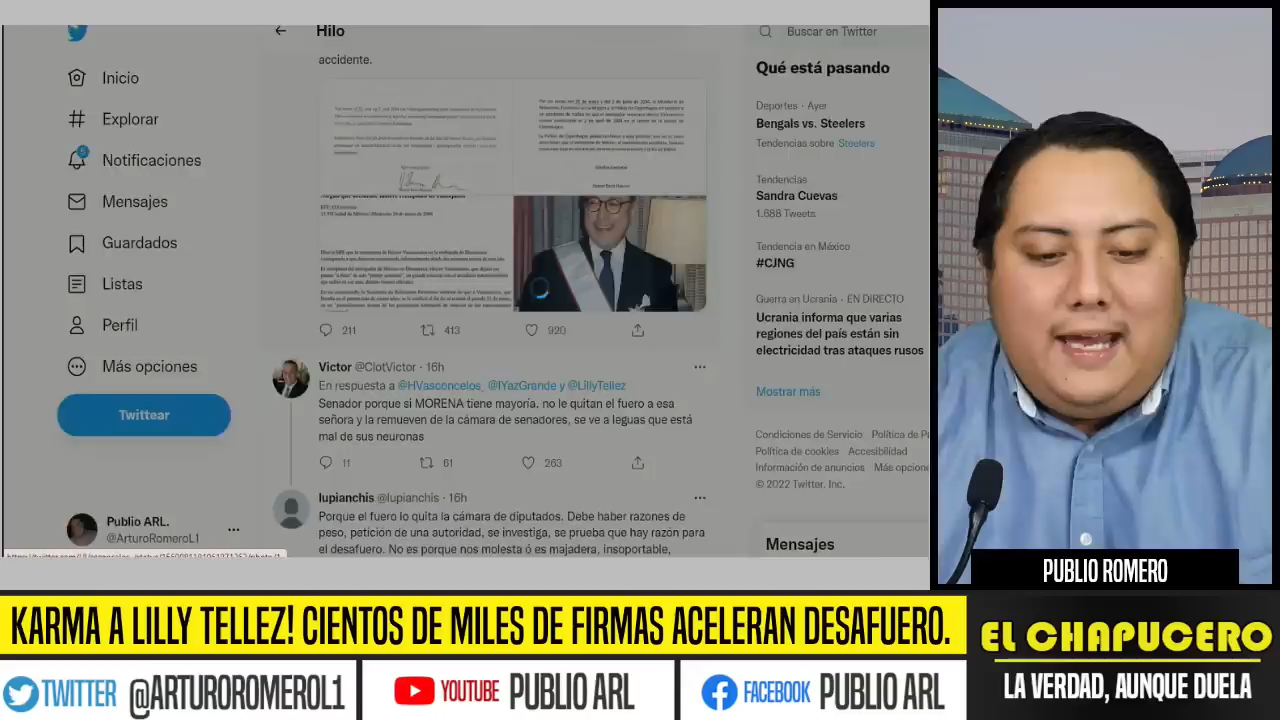 Hilo
Buscar en Twitter
Inicio
Explorar
Notificaciones
Mensajes
Guardados
Listas
Perfil
Más opciones
Twittear
Publio ARL.
@ArturoRomeroL1
accidente.
211
413
920
Victor @ClotVictor · 16h
En respuesta a @HVasconcelos_ @IYazGrande y @LillyTellez
Senador porque si MORENA tiene mayoría. no le quitan el fuero a esa
señora y la remueven de la cámara de senadores, se ve a leguas que está
mal de sus neuronas
11
61
263
lupianchis @lupianchis · 16h
Porque el fuero lo quita la cámara de diputados. Debe haber razones de
peso, petición de una autoridad, se investiga, se prueba que hay razón para
el desafuero. No es porque nos molesta ó es majadera, insoportable,
Qué está pasando
Deportes · Ayer
Bengals vs. Steelers
Tendencias sobre Steelers
Tendencias
Sandra Cuevas
1.688 Tweets
Tendencia en México
#CJNG
Guerra en Ucrania · EN DIRECTO
Ucrania informa que varias
regiones del país están sin
electricidad tras ataques rusos
Mostrar más
Condiciones de Servicio Política de
Política de cookies Accesibilidad
Información de anuncios Más
© 2022 Twitter, Inc.
Mensajes
PUBLIO ROMERO
KARMA A LILLY TELLEZ! CIENTOS DE MILES DE FIRMAS ACELERAN DESAFUERO.
EL CHAPUCERO
LA VERDAD, AUNQUE DUELA
TWITTER @ARTUROROMEROL1
YOUTUBE PUBLIO ARL
FACEBOOK PUBLIO ARL